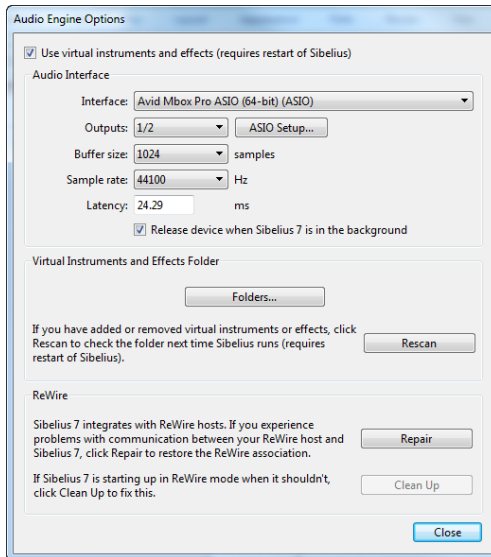 Audio Engine Options
Use virtual instruments and effects (requires restart of Sibelius)
Audio Interface
Interface: Avid Mbox Pro ASIO (64-bit) (ASIO)
Outputs: 1/2 ASIO Setup...
Buffer size: 1024 samples
Sample rate: 44100 Hz
Latency: 24.29 ms
Release device when Sibelius 7 is in the background
Virtual Instruments and Effects Folder
Folders...
If you have added or removed virtual instruments or effects, click
Rescan to check the folder next time Sibelius runs (requires
restart of Sibelius).
Rescan
ReWire
Sibelius 7 integrates with ReWire hosts. If you experience
problems with communication between your ReWire host and
Sibelius 7, click Repair to restore the ReWire association.
Repair
If Sibelius 7 is starting up in ReWire mode when it shouldn't,
click Clean Up to fix this.
Clean Up
Close